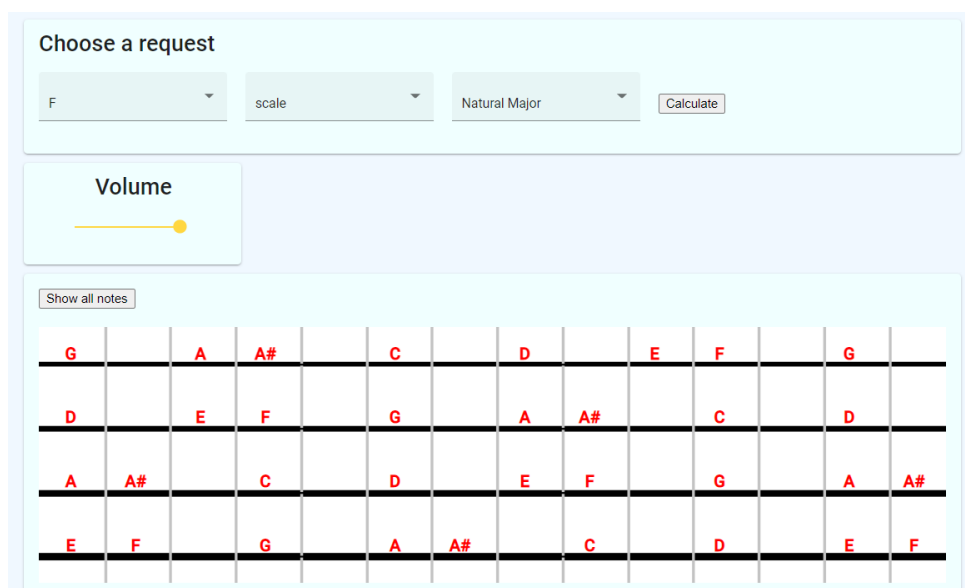 Choose a request
F scale Natural Major Calculate
Volume
Show all notes
G A A# C D E F G
D E F G A A# C D
A A# C D E F G A A#
E F G A A# C D E F